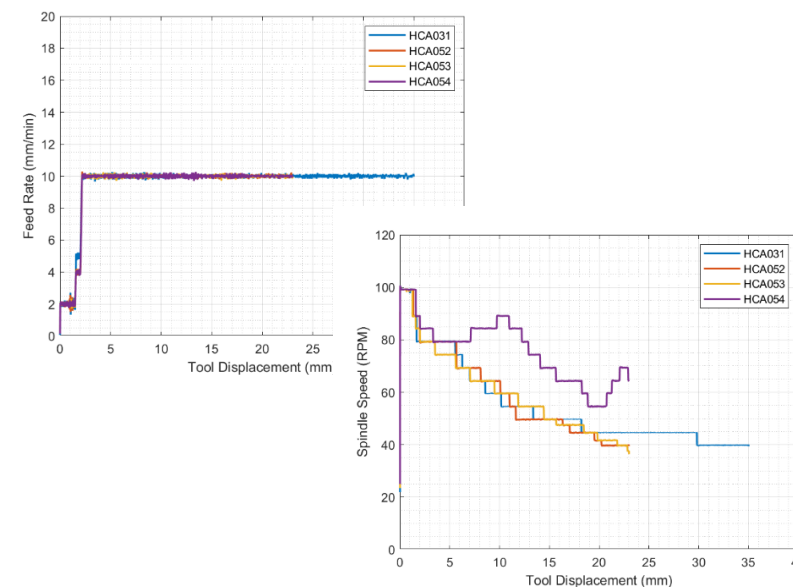 20
18
16
14
12
10
8
6
4
2
0
Feed Rate (mm/min)
HCA031
HCA052
HCA053
HCA054
0 5 10 15 20 25
Tool Displacement (mm
120
100
80
60
40
20
0
Spindle Speed (RPM)
HCA031
HCA052
HCA053
HCA054
0 5 10 15 20 25 30 35
Tool Displacement (mm)